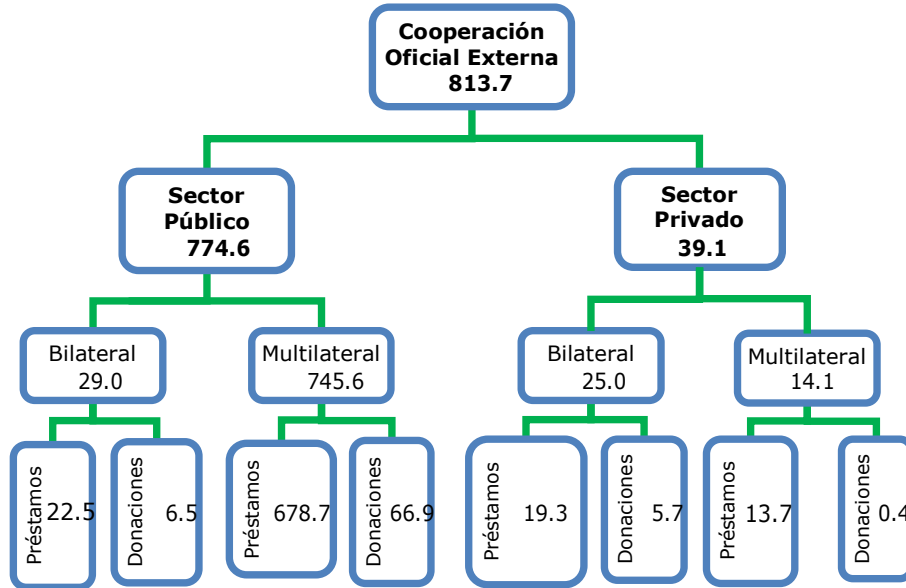 Cooperación
Oficial Externa
813.7
Sector
Público
774.6
Sector
Privado
39.1
Bilateral
29.0
Multilateral
745.6
Bilateral
25.0
Multilateral
14.1
Préstamos
22.5
Donaciones
6.5
Préstamos
678.7
Donaciones
66.9
Préstamos
19.3
Donaciones
5.7
Préstamos
13.7
Donaciones
0.4